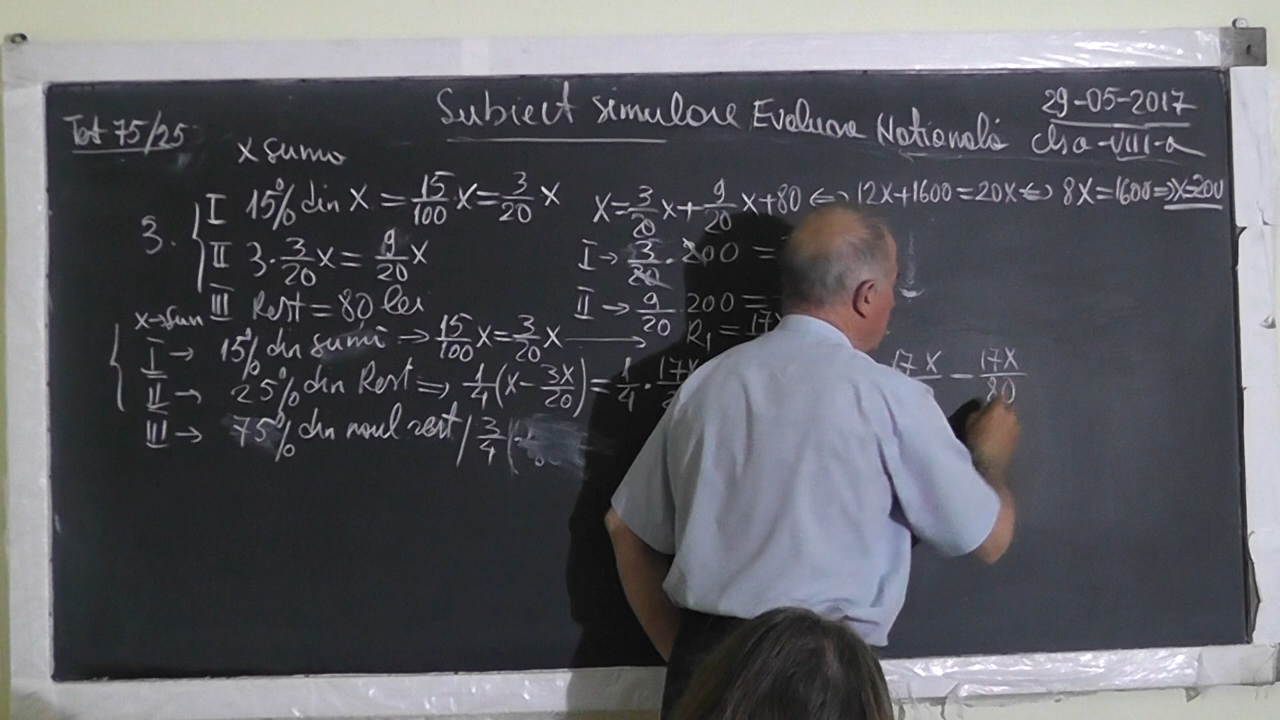 Subiect simulare Evaluare Națională
29-05-2017
Tot 75/25
clsa -VIII-a
x suma
3.
I 15% din x = 15/100 x = 3/20 x
x = 3/20 x + 9/20 x + 80 <=> 12x+1600=20x <=> 8x=1600 => x=200
II 3·3/20 x = 9/20 x
I → 3/20 · 200 =
III Rest = 80 lei
II → 9/20 200 =
x→sum
I → 15% din sumă → 15/100 x = 3/20 x ⟶ R₁ = 17
II → 25% din Rest => 1/4 (x - 3x/20) = 1/4 · 17x
17x - 17x/80
III → 75% din noul rest / 3/4 (